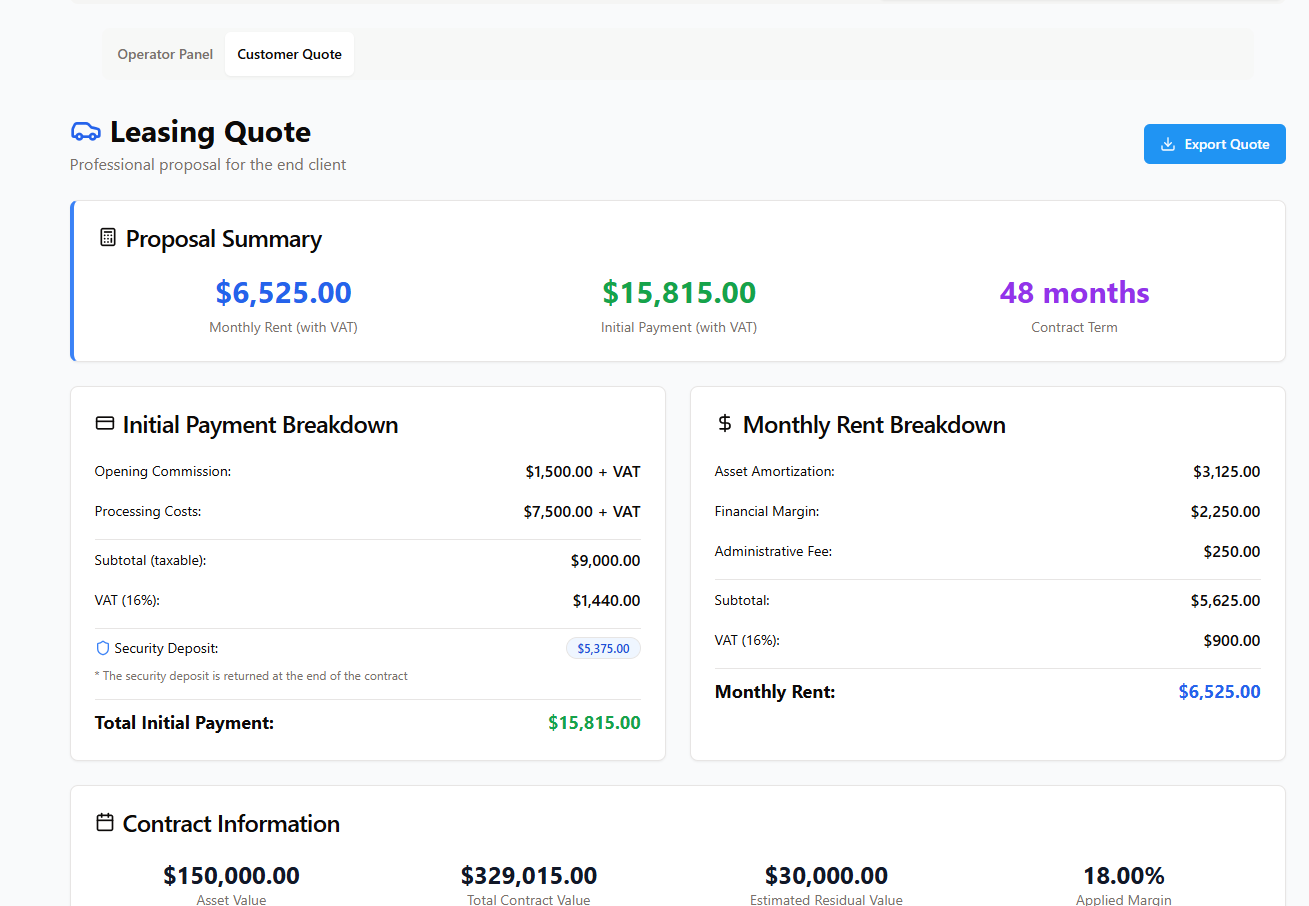 Operator Panel Customer Quote
Leasing Quote
Professional proposal for the end client
Export Quote
Proposal Summary
$6,525.00 $15,815.00 48 months
Monthly Rent (with VAT) Initial Payment (with VAT) Contract Term
Initial Payment Breakdown
Opening Commission: $1,500.00 + VAT
Processing Costs: $7,500.00 + VAT
Subtotal (taxable): $9,000.00
VAT (16%): $1,440.00
Security Deposit: $5,375.00
* The security deposit is returned at the end of the contract
Total Initial Payment: $15,815.00
Monthly Rent Breakdown
Asset Amortization: $3,125.00
Financial Margin: $2,250.00
Administrative Fee: $250.00
Subtotal: $5,625.00
VAT (16%): $900.00
Monthly Rent: $6,525.00
Contract Information
$150,000.00 $329,015.00 $30,000.00 18.00%
Asset Value Total Contract Value Estimated Residual Value Applied Margin